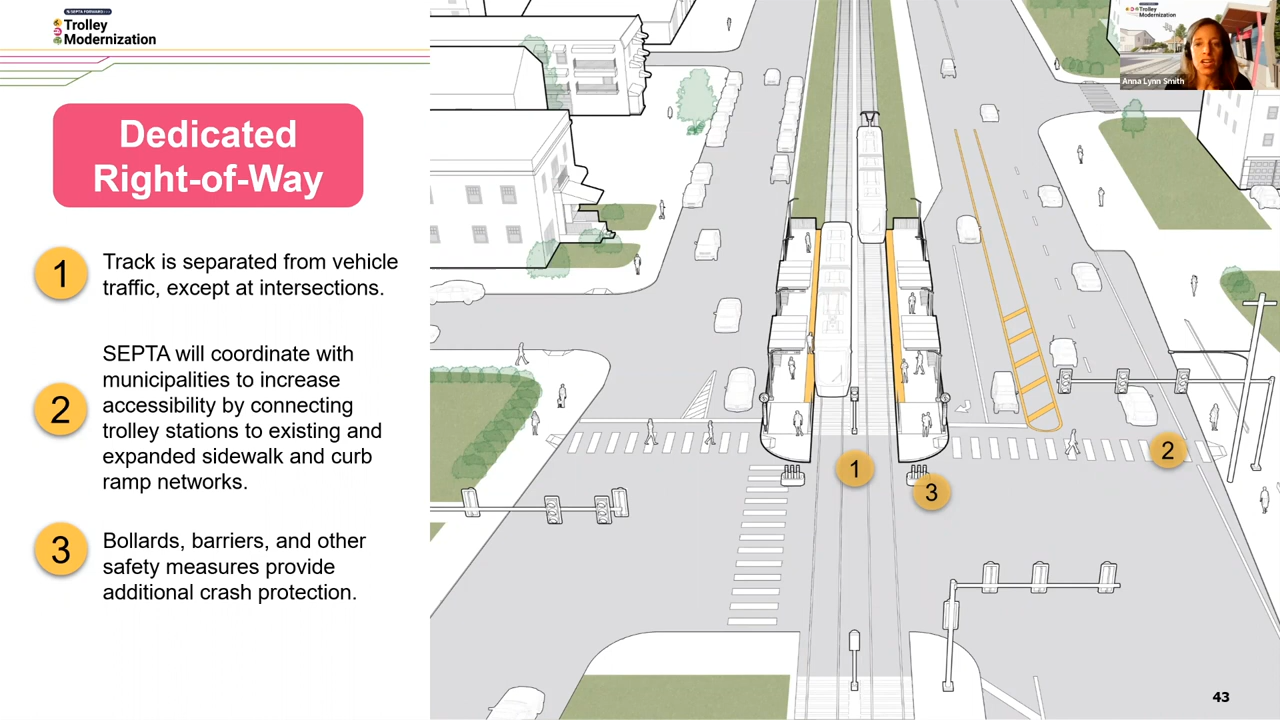 SEPTA FORWARD
Trolley
Modernization
Dedicated
Right-of-Way
1
Track is separated from vehicle
traffic, except at intersections.
2
SEPTA will coordinate with
municipalities to increase
accessibility by connecting
trolley stations to existing and
expanded sidewalk and curb
ramp networks.
3
Bollards, barriers, and other
safety measures provide
additional crash protection.
1
2
3
Trolley
Modernization
Anna Lynn Smith
43